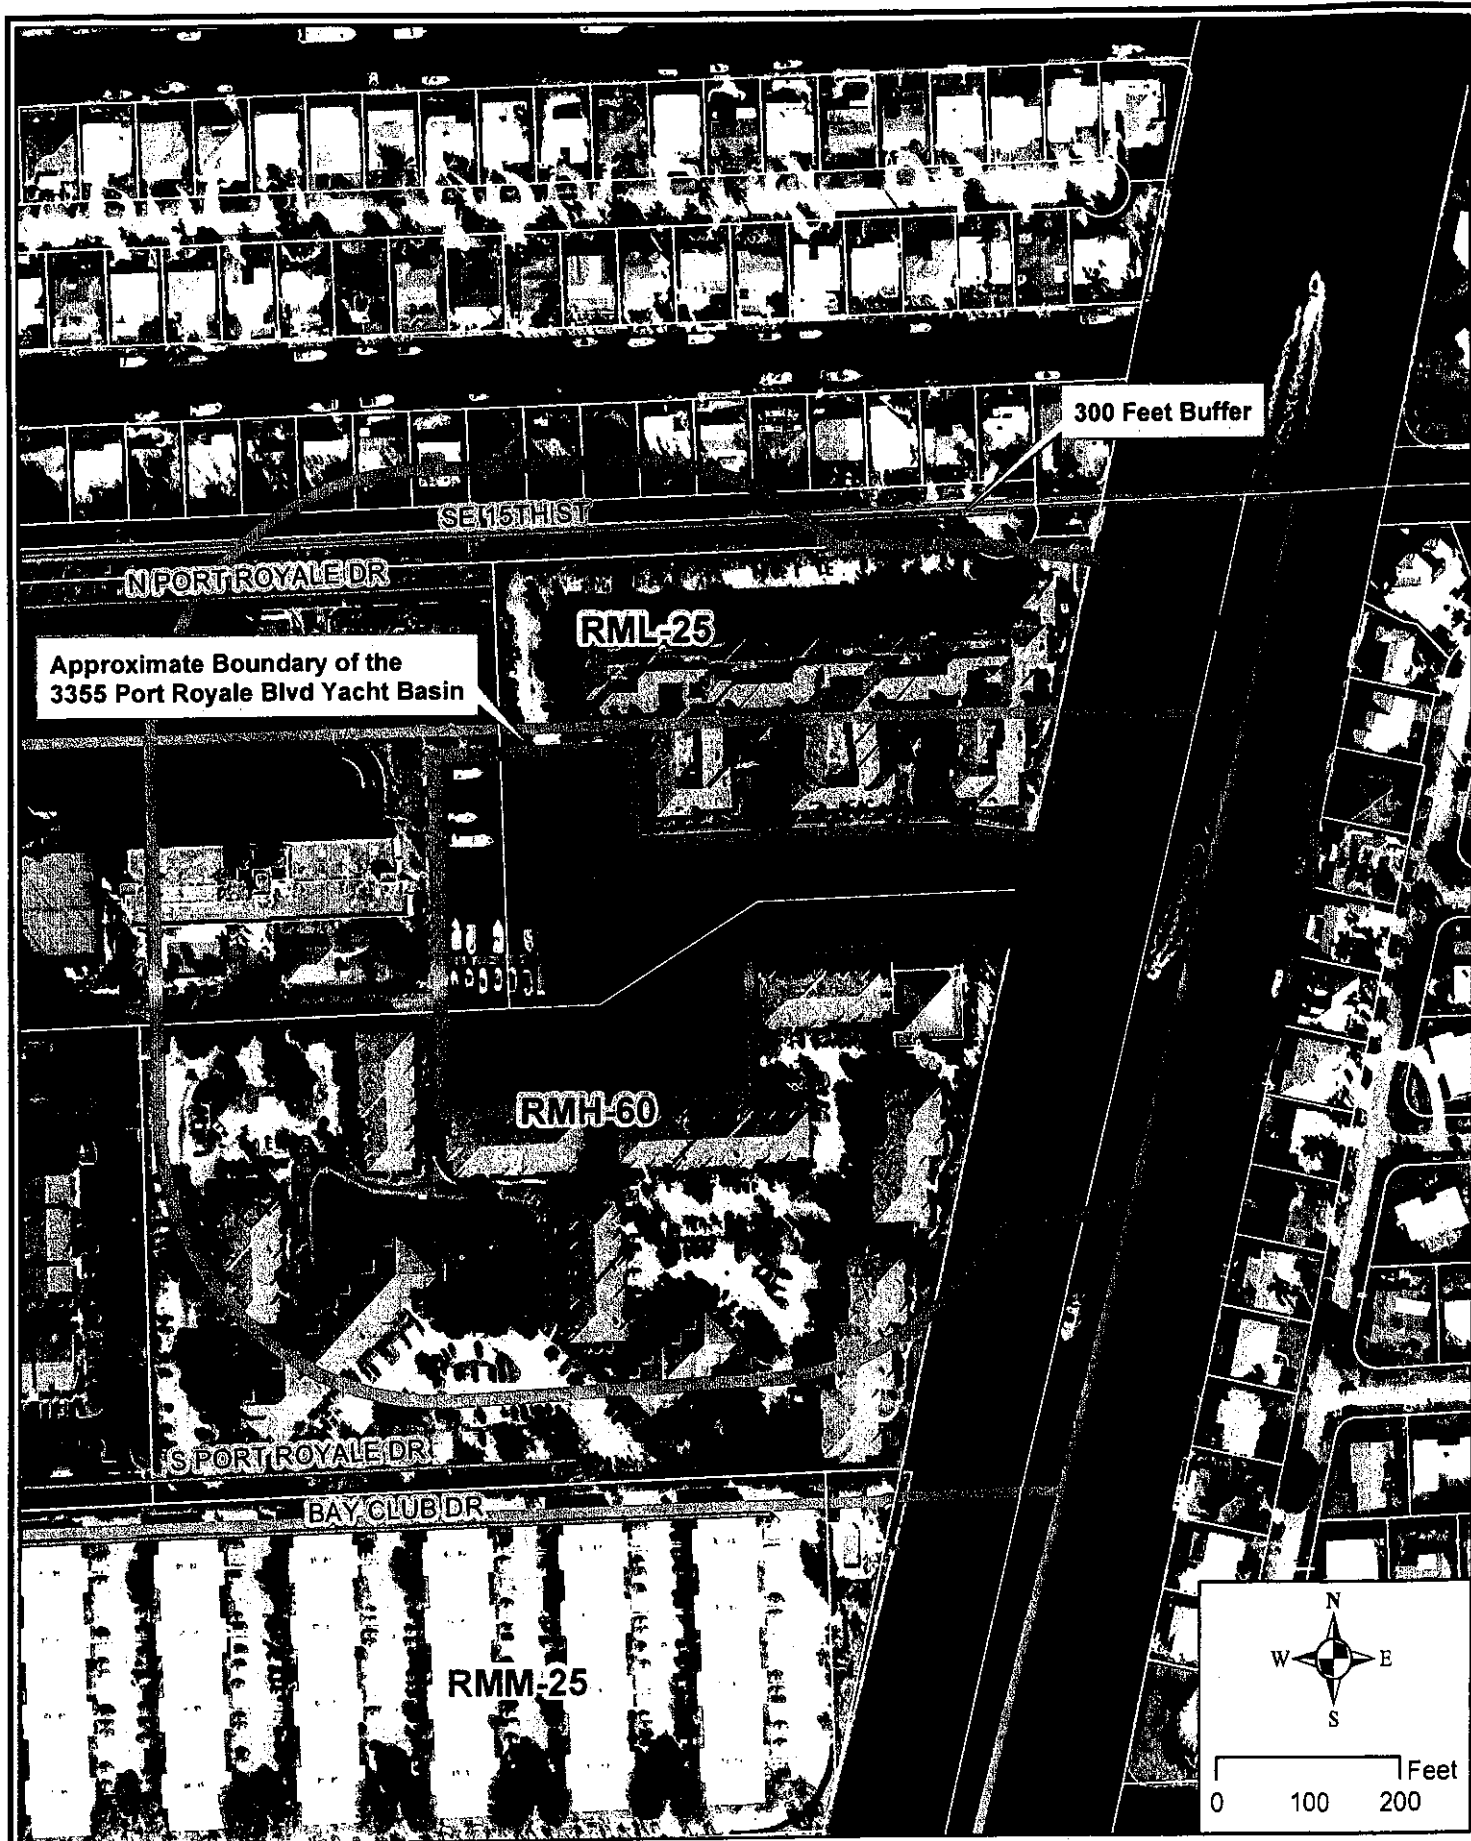 300 Feet Buffer
SE 15TH ST
N PORT ROYALE DR
RML-25
Approximate Boundary of the
3355 Port Royale Blvd Yacht Basin
RMH-60
S PORT ROYALE DR
BAY CLUB DR
RMM-25
N
W E
S
Feet
0 100 200